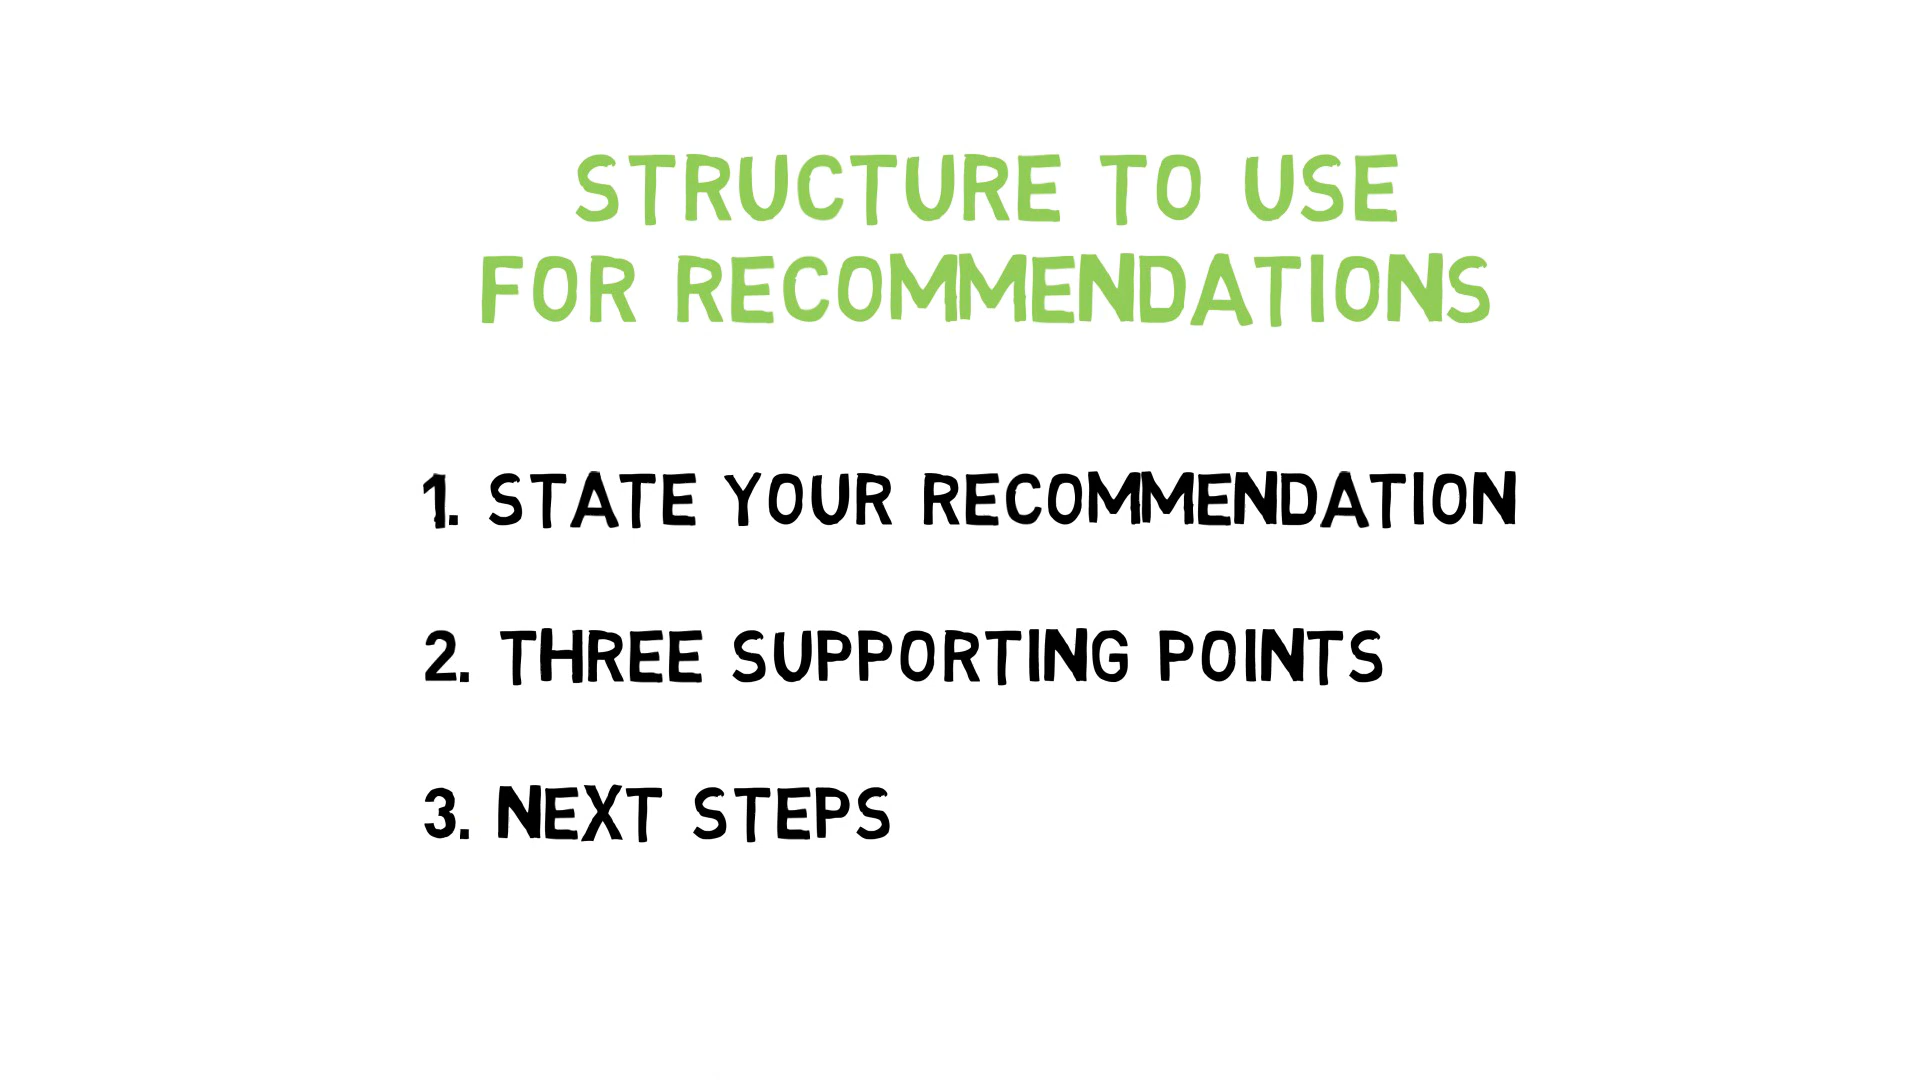 STRUCTURE TO USE
FOR RECOMMENDATIONS
1. STATE YOUR RECOMMENDATION
2. THREE SUPPORTING POINTS
3. NEXT STEPS